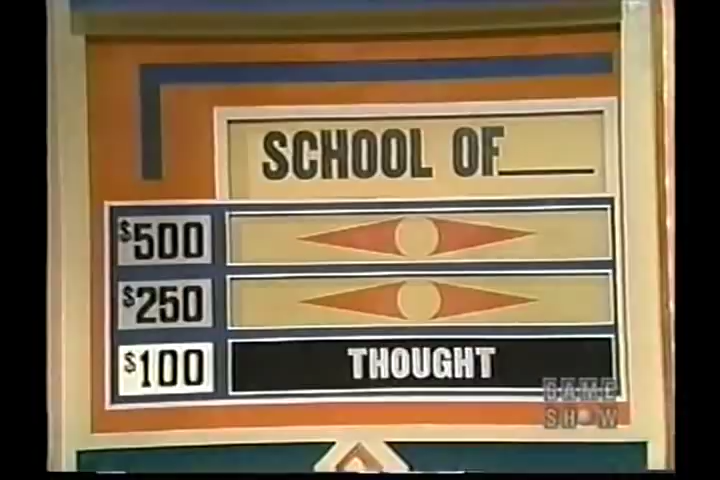 SCHOOL OF____
$500
$250
$100 THOUGHT
GAME
SHOW